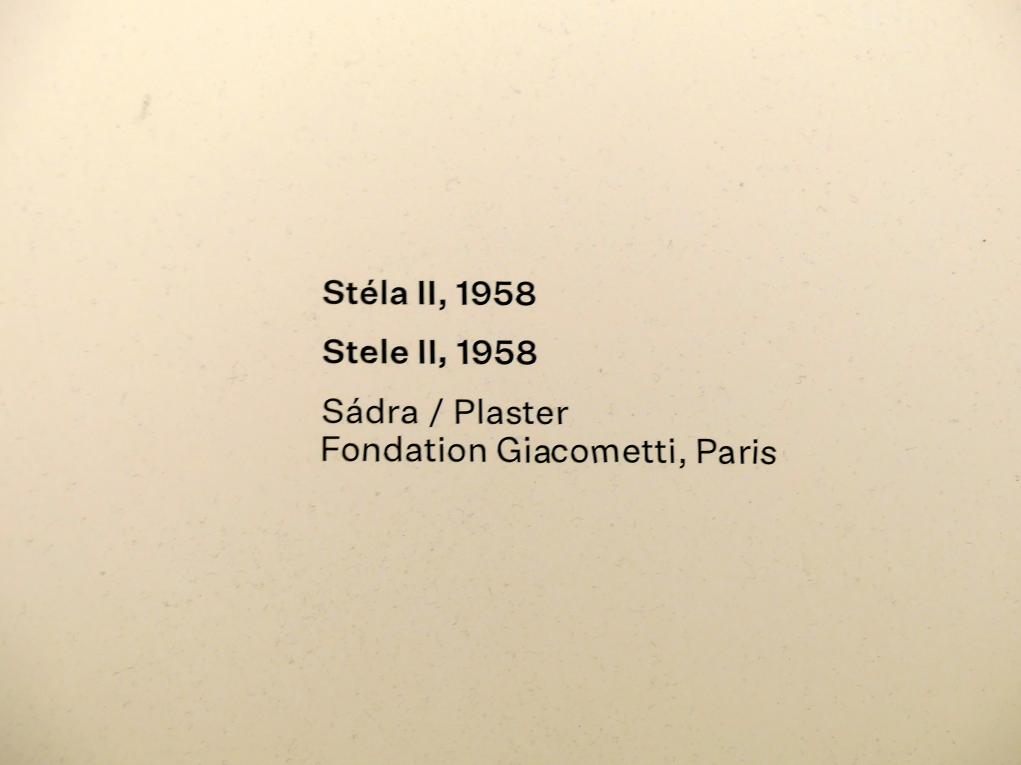 Stéla II, 1958
Stele II, 1958
Sádra / Plaster
Fondation Giacometti, Paris